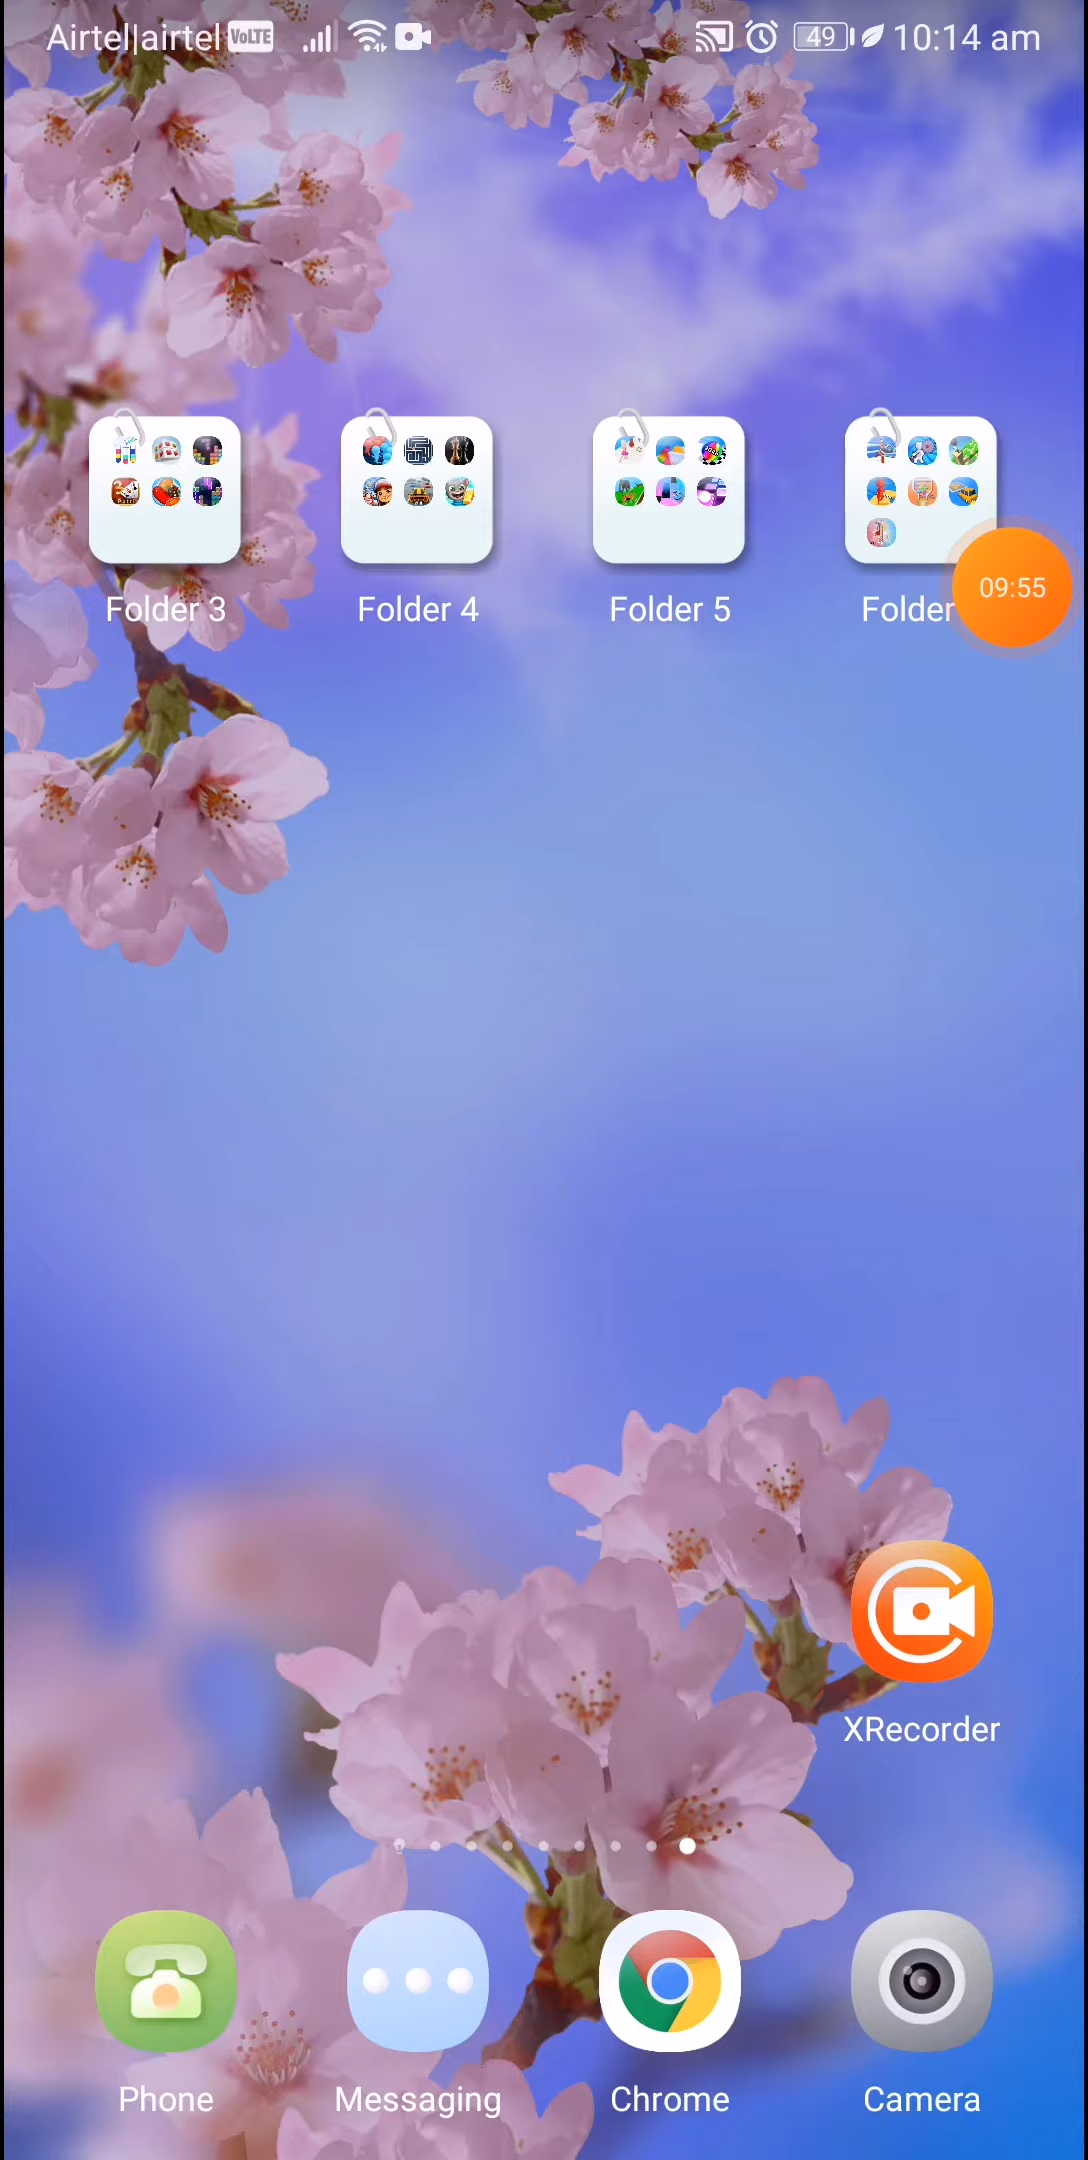 Airtel|airtel VoLTE 49 10:14 am
Folder 3 Folder 4 Folder 5 Folder
09:55
XRecorder
Phone Messaging Chrome Camera